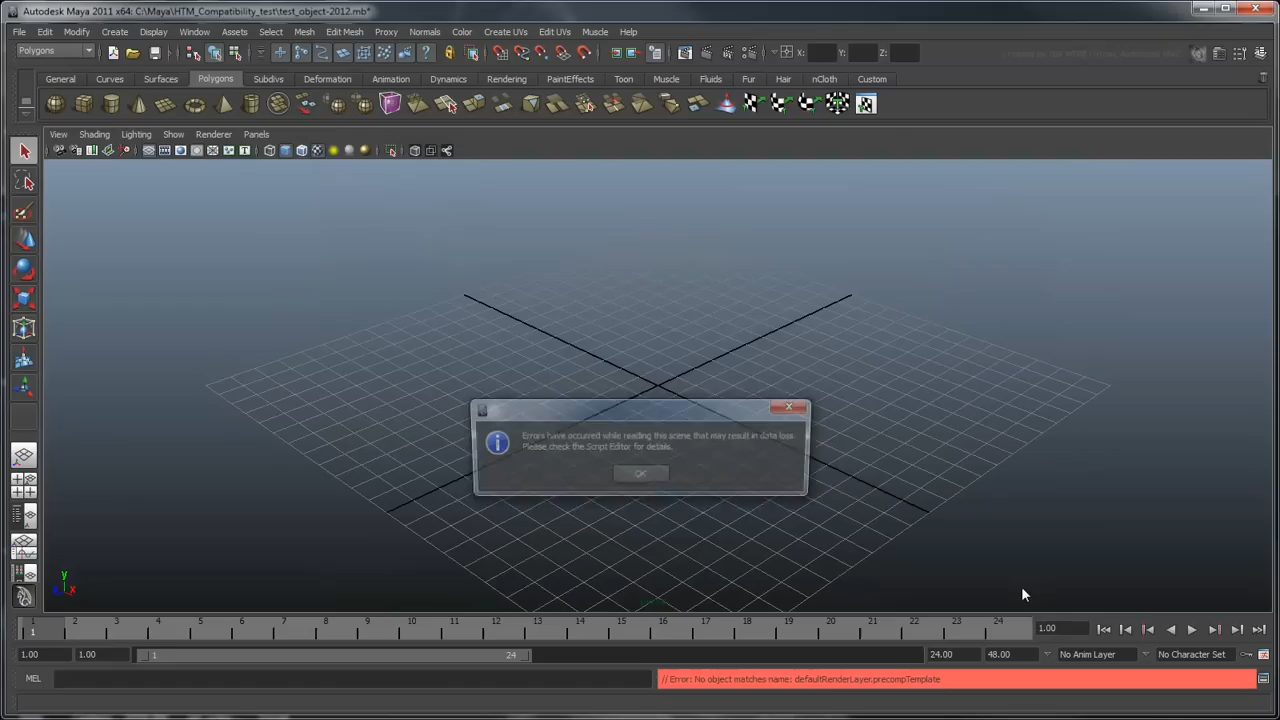 Autodesk Maya 2011 x64: C:\Maya\HTM_Compatibility_test\test_object-2012.mb*
File Edit Modify Create Display Window Assets Select Mesh Edit Mesh Proxy Normals Color Create UVs Edit UVs Muscle Help
Polygons X: Y: Z:
General Curves Surfaces Polygons Subdivs Deformation Animation Dynamics Rendering PaintEffects Toon Muscle Fluids Fur Hair nCloth Custom
View Shading Lighting Show Renderer Panels
Errors have occurred while reading this scene that may result in data loss.
Please check the Script Editor for details.
OK
y
x
1 2 3 4 5 6 7 8 9 10 11 12 13 14 15 16 17 18 19 20 21 22 23 24
1 1.00
1.00 1.00 1 24 24.00 48.00 No Anim Layer No Character Set
MEL // Error: No object matches name: defaultRenderLayer.precompTemplate